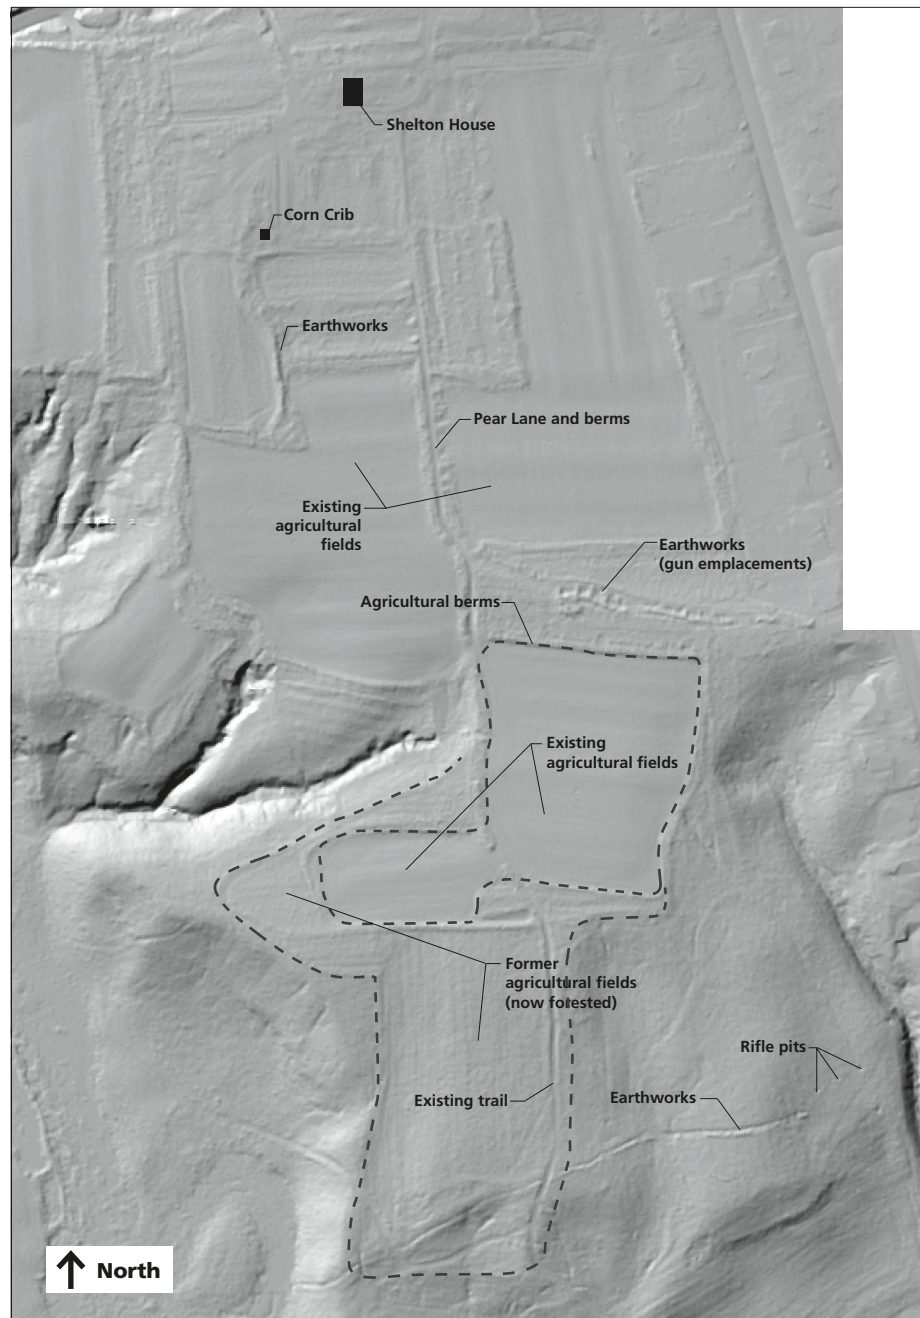 Shelton House
Corn Crib
Earthworks
Pear Lane and berms
Existing
agricultural
fields
Earthworks
(gun emplacements)
Agricultural berms
Existing
agricultural fields
Former
agricultural fields
(now forested)
Rifle pits
Existing trail
Earthworks
North